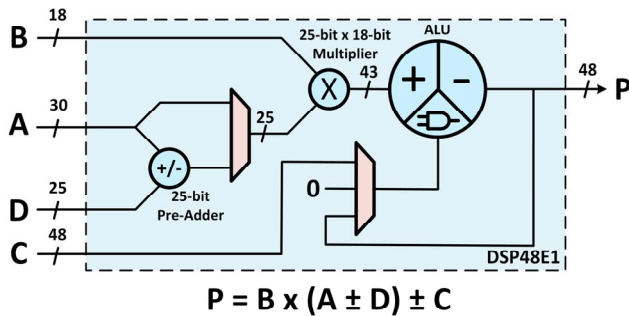 B
18
25-bit x 18-bit
Multiplier
X
43
ALU
+
-
48
P
A
30
25
+/-
25-bit
Pre-Adder
D
25
0
C
48
DSP48E1
P = B x (A ± D) ± C